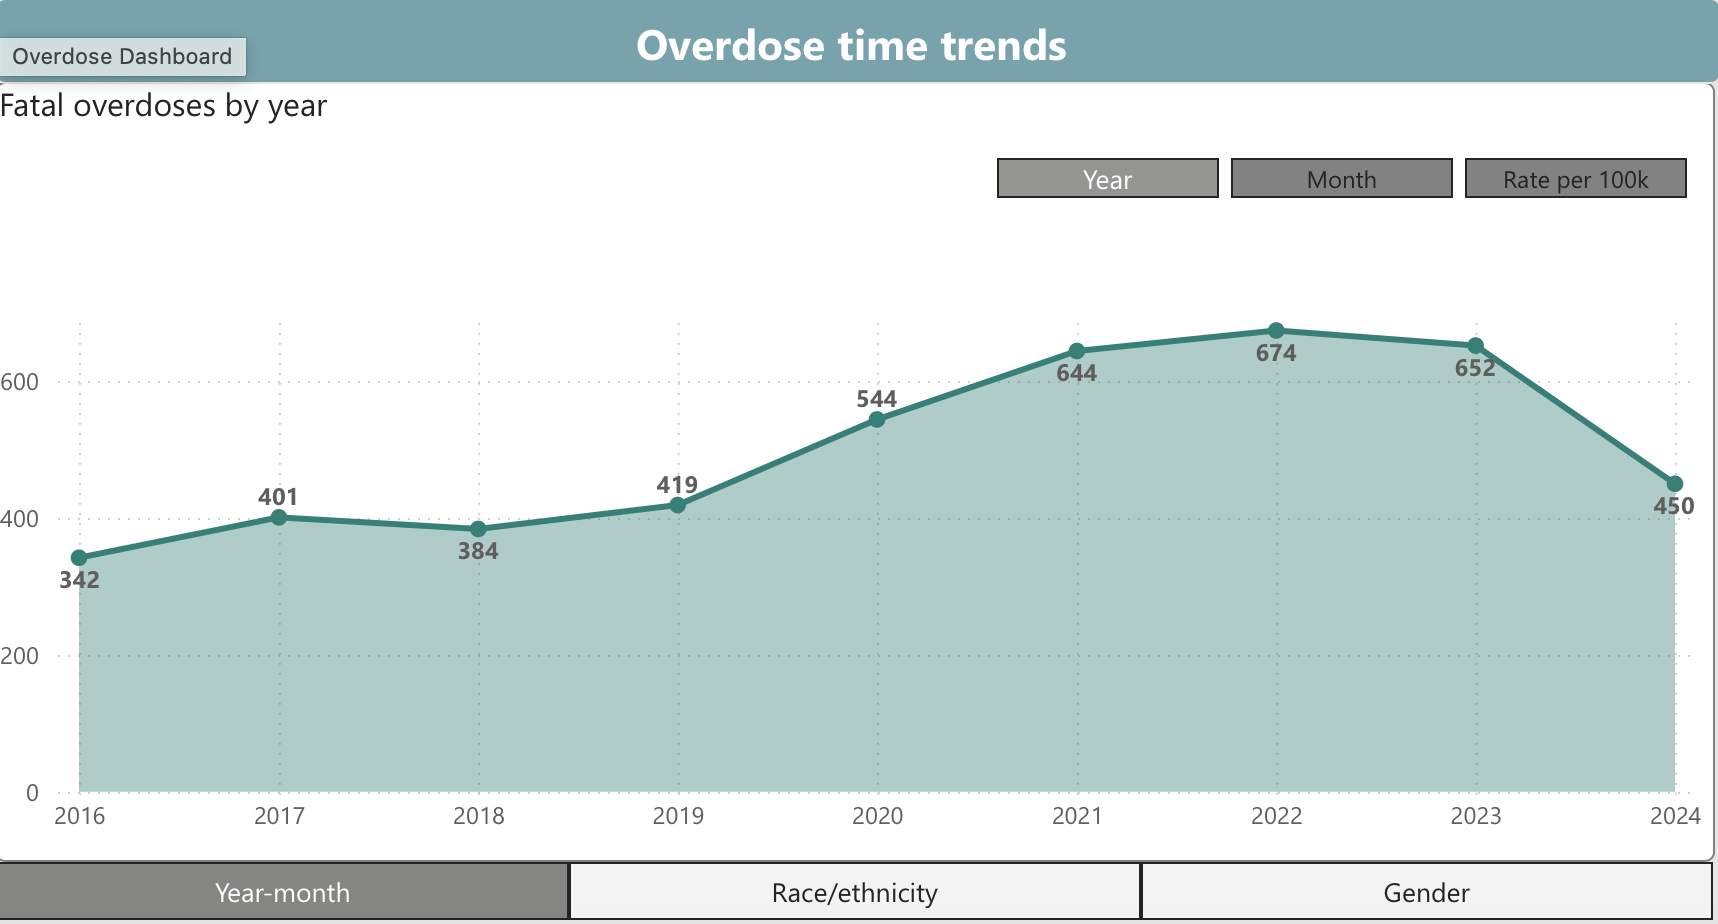 Overdose time trends
Overdose Dashboard
Fatal overdoses by year
Year Month Rate per 100k
600
400
200
0
342
401
384
419
544
644
674
652
450
2016 2017 2018 2019 2020 2021 2022 2023 2024
Year-month Race/ethnicity Gender